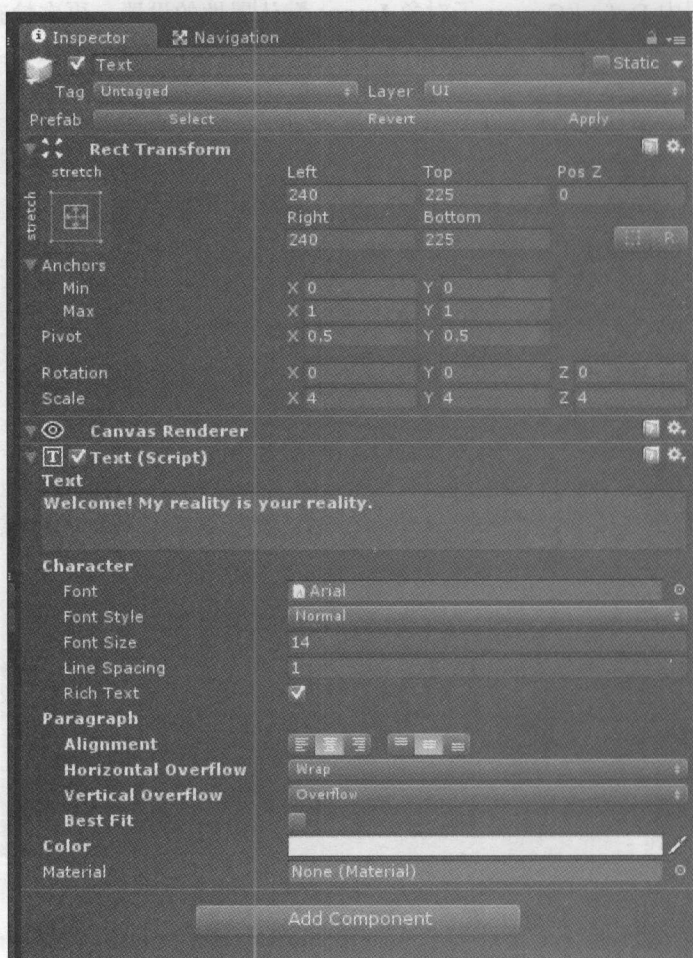 Inspector Navigation
Text Static
Tag Untagged Layer UI
Prefab Select Revert Apply
Rect Transform
stretch Left Top Pos Z
stretch
240 225 0
Right Bottom
240 225 R
Anchors
Min X 0 Y 0
Max X 1 Y 1
Pivot X 0.5 Y 0.5
Rotation X 0 Y 0 Z 0
Scale X 4 Y 4 Z 4
Canvas Renderer
T Text (Script)
Text
Welcome! My reality is your reality.
Character
Font Arial
Font Style Normal
Font Size 14
Line Spacing 1
Rich Text
Paragraph
Alignment
Horizontal Overflow Wrap
Vertical Overflow Overflow
Best Fit
Color
Material None (Material)
Add Component